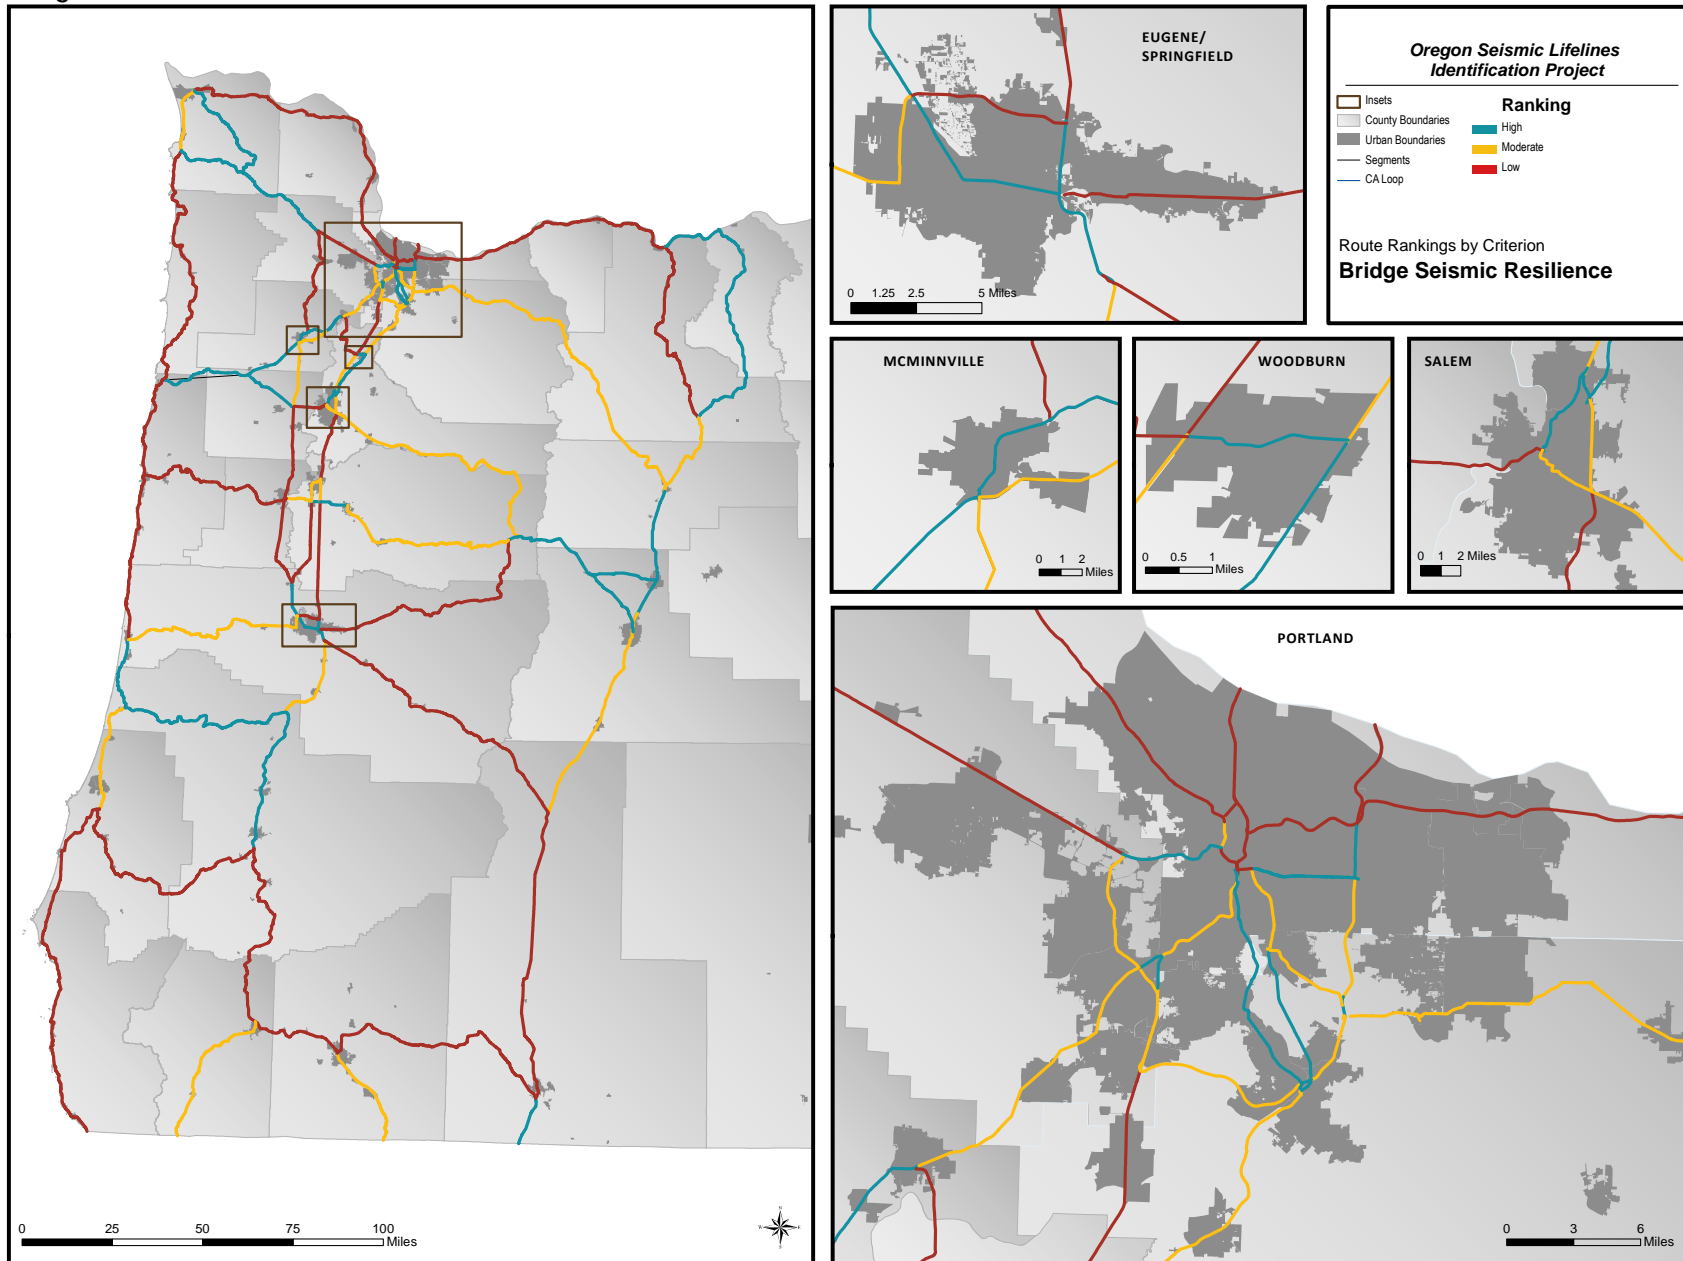 EUGENE/
SPRINGFIELD
0 1.25 2.5 5 Miles
Oregon Seismic Lifelines
Identification Project
Insets
County Boundaries
Urban Boundaries
Segments
CA Loop
Ranking
High
Moderate
Low
Route Rankings by Criterion
Bridge Seismic Resilience
MCMINNVILLE
0 1 2
Miles
WOODBURN
0 0.5 1
Miles
SALEM
0 1 2 Miles
PORTLAND
0 3 6
Miles
0 25 50 75 100
Miles
N
W E
S